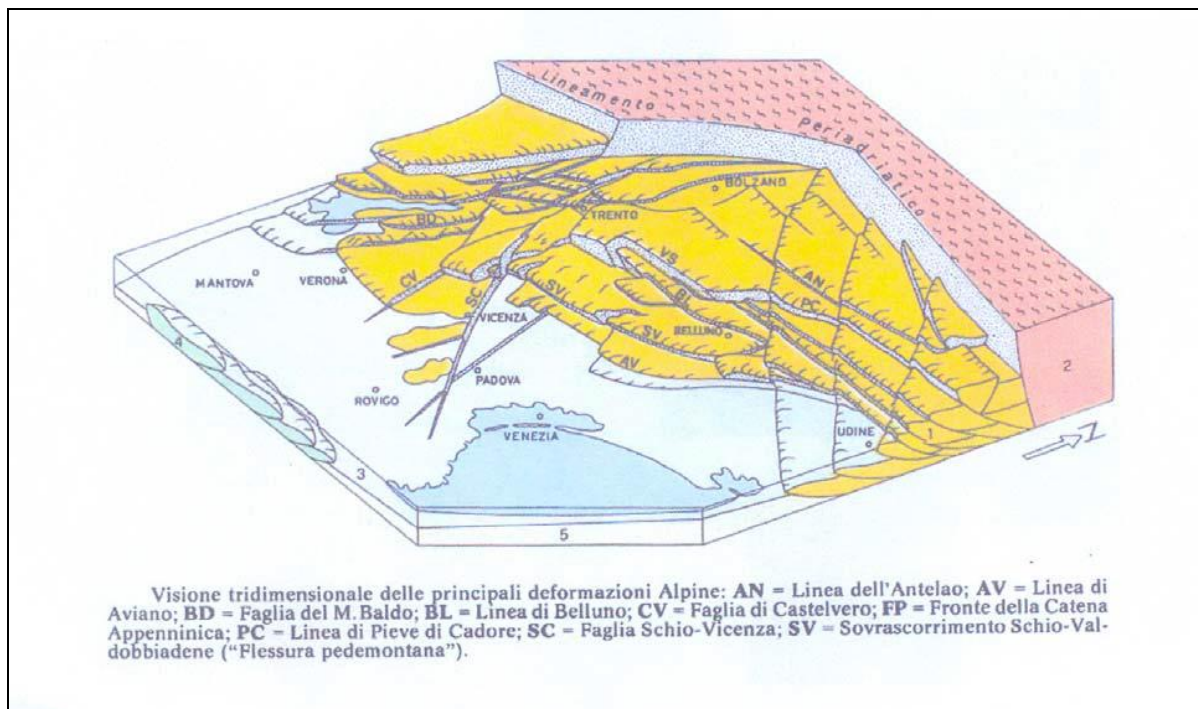 Lineamento
Periadriatico
BOLZANO
TRENTO
BD
VS
AN
MANTOVA
VERONA
CV
SC
SV
BL
PC
VICENZA
SV
BELLUNO
2
A
AV
PADOVA
ROVIGO
UDINE
1
VENEZIA
N
3
5
Visione tridimensionale delle principali deformazioni Alpine: AN = Linea dell'Antelao; AV = Linea di
Aviano; BD = Faglia del M. Baldo; BL = Linea di Belluno; CV = Faglia di Castelvero; FP = Fronte della Catena
Appenninica; PC = Linea di Pieve di Cadore; SC = Faglia Schio-Vicenza; SV = Sovrascorrimento Schio-Val-
dobbiadene ("Flessura pedemontana").